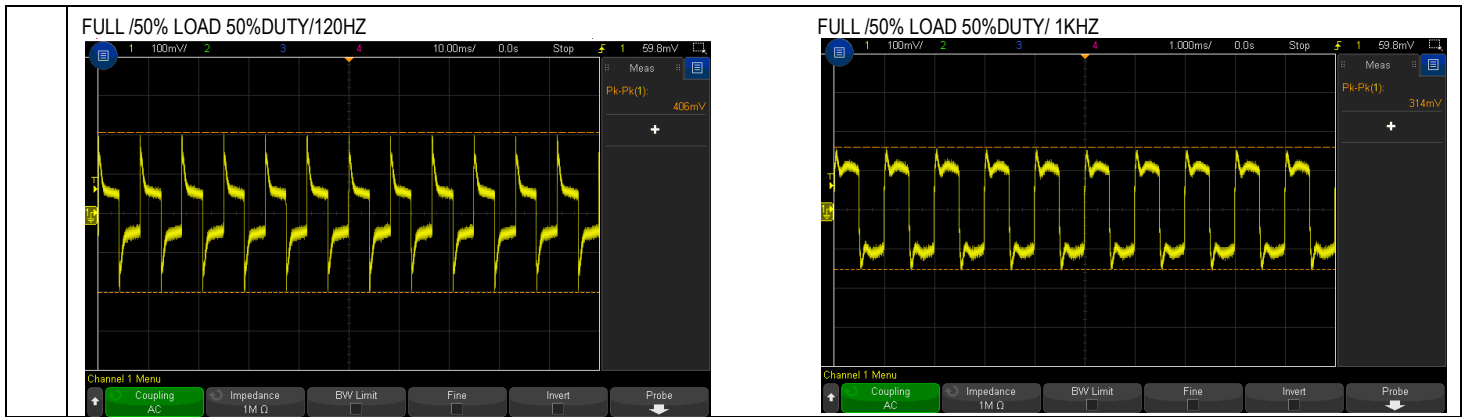 FULL /50% LOAD 50%DUTY/120HZ
1 100mV/ 2 3 4 10.00ms/ 0.0s Stop 1 59.8mV
Meas
Pk-Pk(1):
406mV
+
T
1
Channel 1 Menu
Coupling
AC
Impedance
1M Ω
BW Limit
Fine
Invert
Probe
FULL /50% LOAD 50%DUTY/ 1KHZ
1 100mV/ 2 3 4 1.000ms/ 0.0s Stop 1 59.8mV
Meas
Pk-Pk(1):
314mV
+
T
1
Channel 1 Menu
Coupling
AC
Impedance
1M Ω
BW Limit
Fine
Invert
Probe